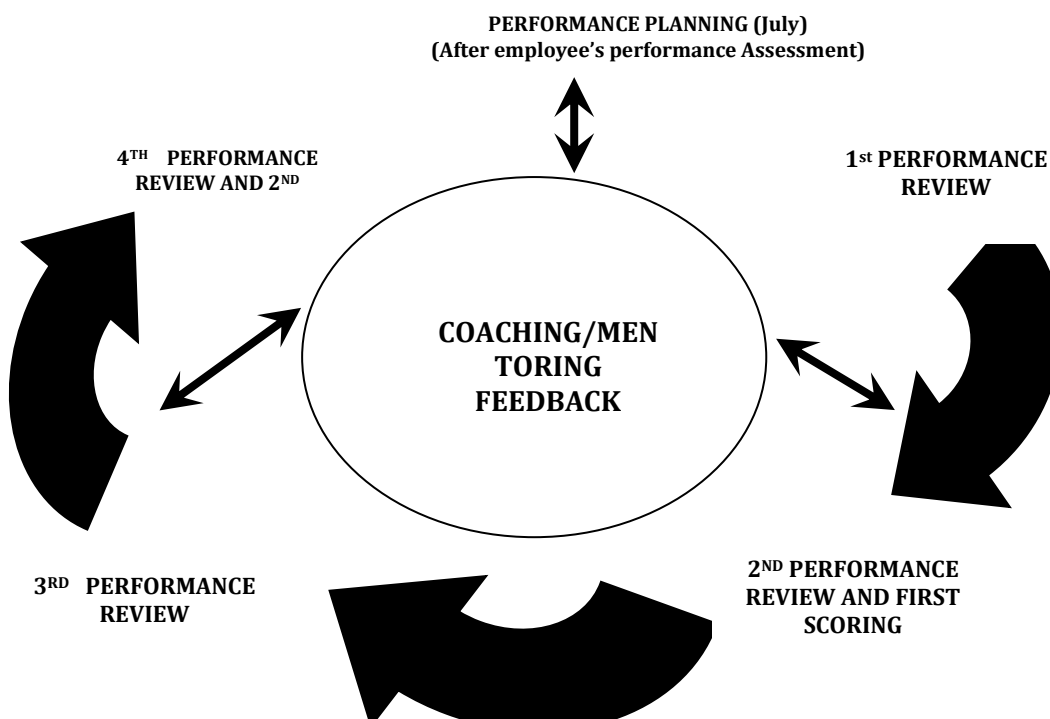 PERFORMANCE PLANNING (July)
(After employee's performance Assessment)
4TH PERFORMANCE
REVIEW AND 2ND
1st PERFORMANCE
REVIEW
COACHING/MEN
TORING
FEEDBACK
3RD PERFORMANCE
REVIEW
2ND PERFORMANCE
REVIEW AND FIRST
SCORING